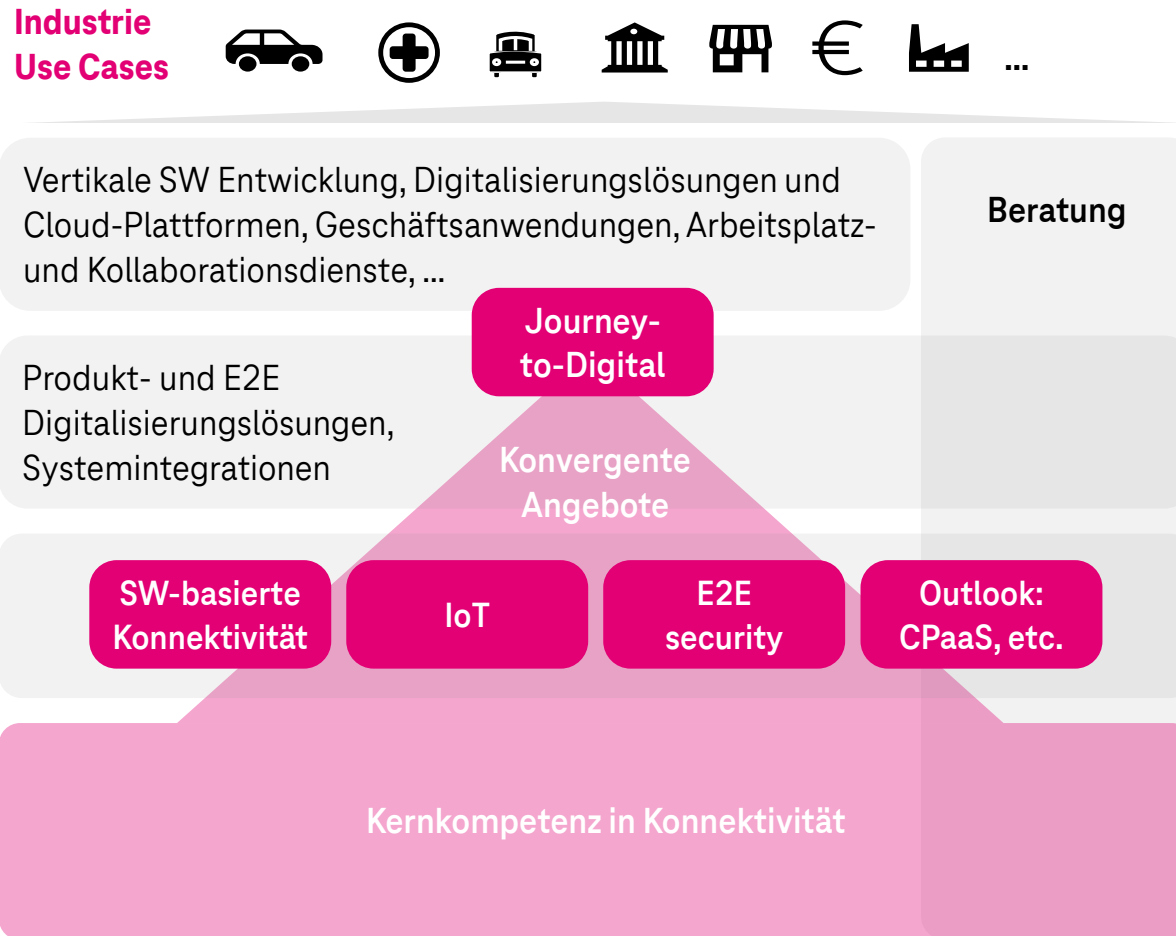 Industrie
Use Cases
€
...
Vertikale SW Entwicklung, Digitalisierungslösungen und
Cloud-Plattformen, Geschäftsanwendungen, Arbeitsplatz-
und Kollaborationsdienste, ...
Beratung
Journey-
to-Digital
Produkt- und E2E
Digitalisierungslösungen,
Systemintegrationen
Konvergente
Angebote
SW-basierte
Konnektivität
IoT
E2E
security
Outlook:
CPaaS, etc.
Kernkompetenz in Konnektivität